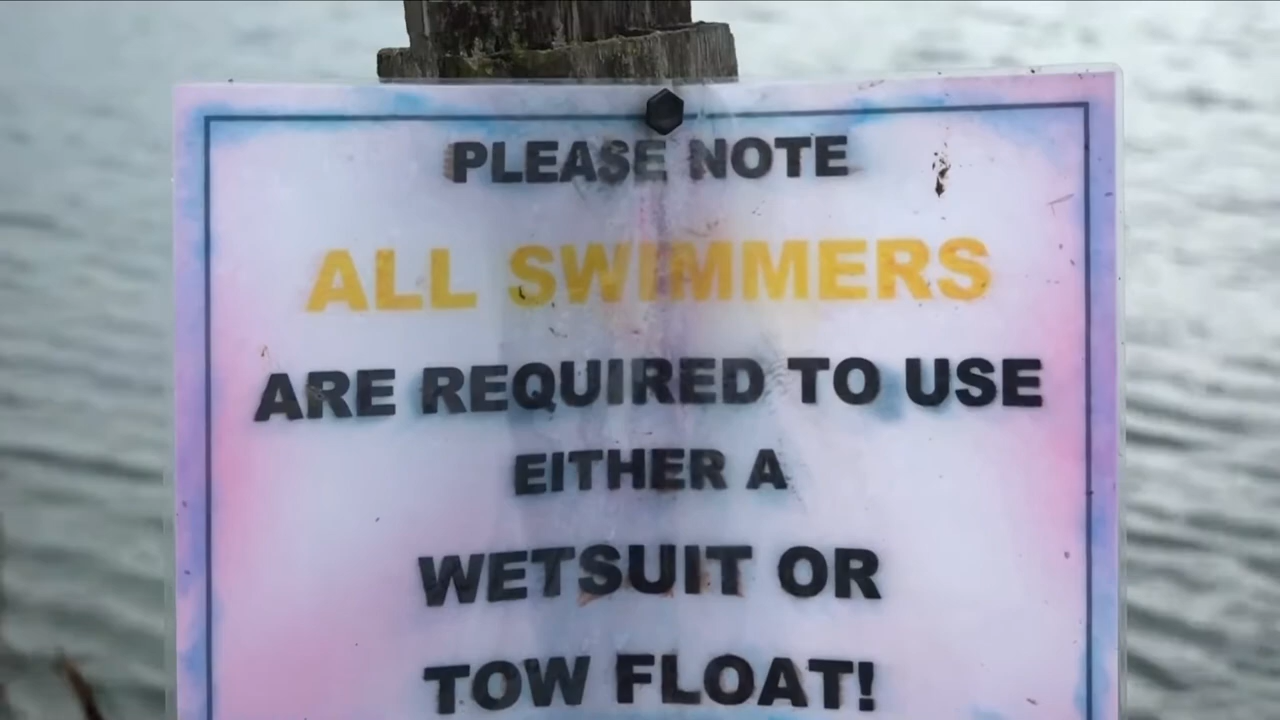 PLEASE NOTE
ALL SWIMMERS
ARE REQUIRED TO USE
EITHER A
WETSUIT OR
TOW FLOAT!